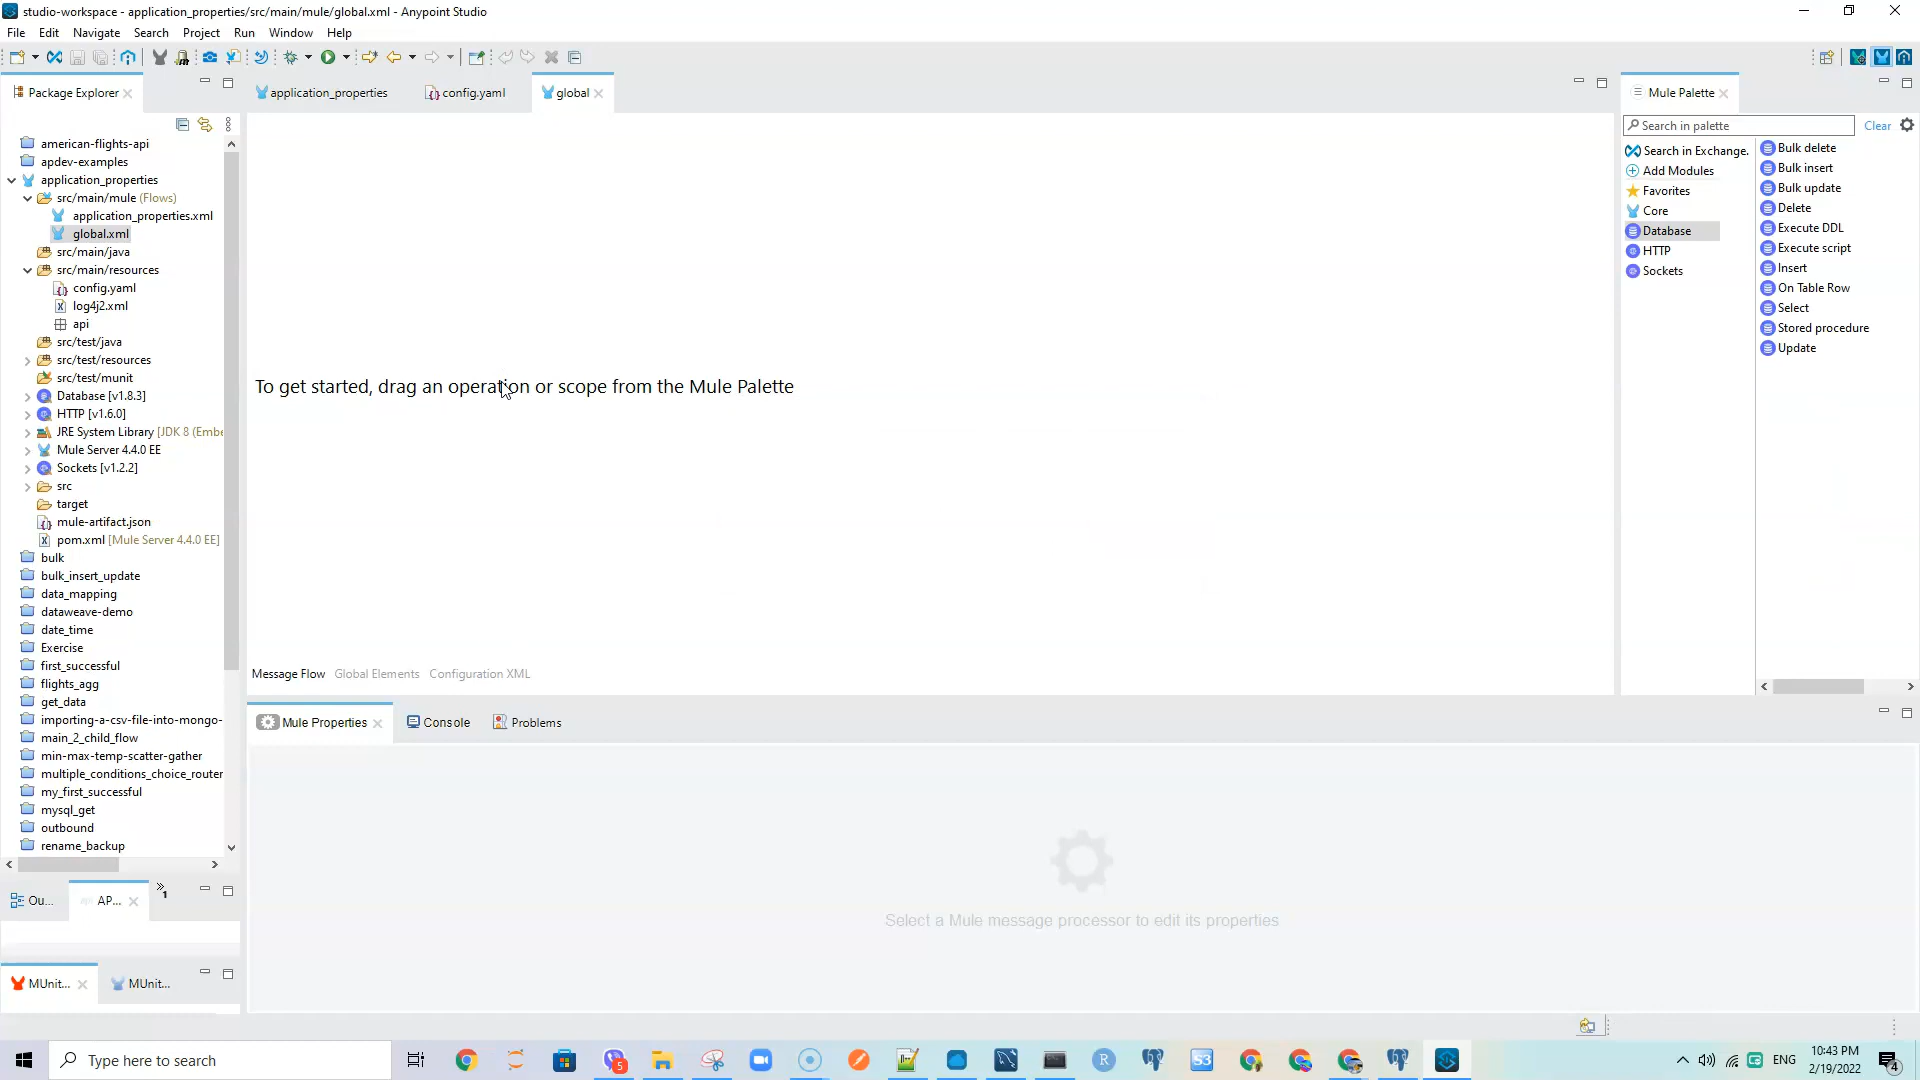 studio-workspace - application_properties/src/main/mule/global.xml - Anypoint Studio
File Edit Navigate Search Project Run Window Help
Package Explorer
application_properties config.yaml global
Mule Palette
Search in palette Clear
american-flights-api
apdev-examples
application_properties
src/main/mule (Flows)
application_properties.xml
global.xml
src/main/java
src/main/resources
config.yaml
log4j2.xml
api
src/test/java
src/test/resources
src/test/munit
Database [v1.8.3]
HTTP [v1.6.0]
JRE System Library [JDK 8 (Embe
Mule Server 4.4.0 EE
Sockets [v1.2.2]
src
target
mule-artifact.json
pom.xml [Mule Server 4.4.0 EE]
bulk
bulk_insert_update
data_mapping
dataweave-demo
date_time
Exercise
first_successful
flights_agg
get_data
importing-a-csv-file-into-mongo-
main_2_child_flow
min-max-temp-scatter-gather
multiple_conditions_choice_router
my_first_successful
mysql_get
outbound
rename_backup
To get started, drag an operation or scope from the Mule Palette
Message Flow Global Elements Configuration XML
Search in Exchange.
Add Modules
Favorites
Core
Database
HTTP
Sockets
Bulk delete
Bulk insert
Bulk update
Delete
Execute DDL
Execute script
Insert
On Table Row
Select
Stored procedure
Update
Mule Properties Console Problems
Select a Mule message processor to edit its properties
Ou... AP... 1
MUnit... MUnit...
Type here to search
5
R
S3
ENG
10:43 PM
2/19/2022
4